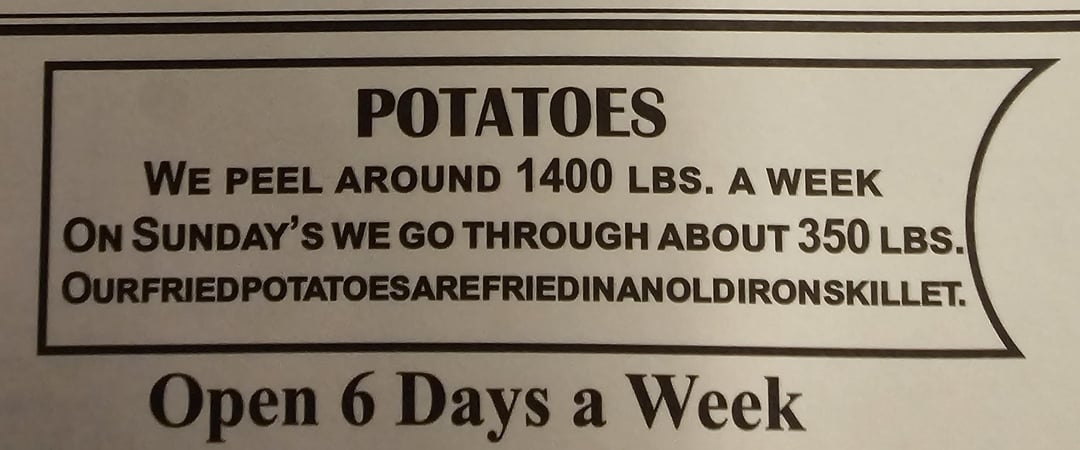 POTATOES
WE PEEL AROUND 1400 LBS. A WEEK
ON SUNDAY'S WE GO THROUGH ABOUT 350 LBS.
OURFRIEDPOTATOESAREFRIEDINANOLDIRONSKILLET.
Open 6 Days a Week